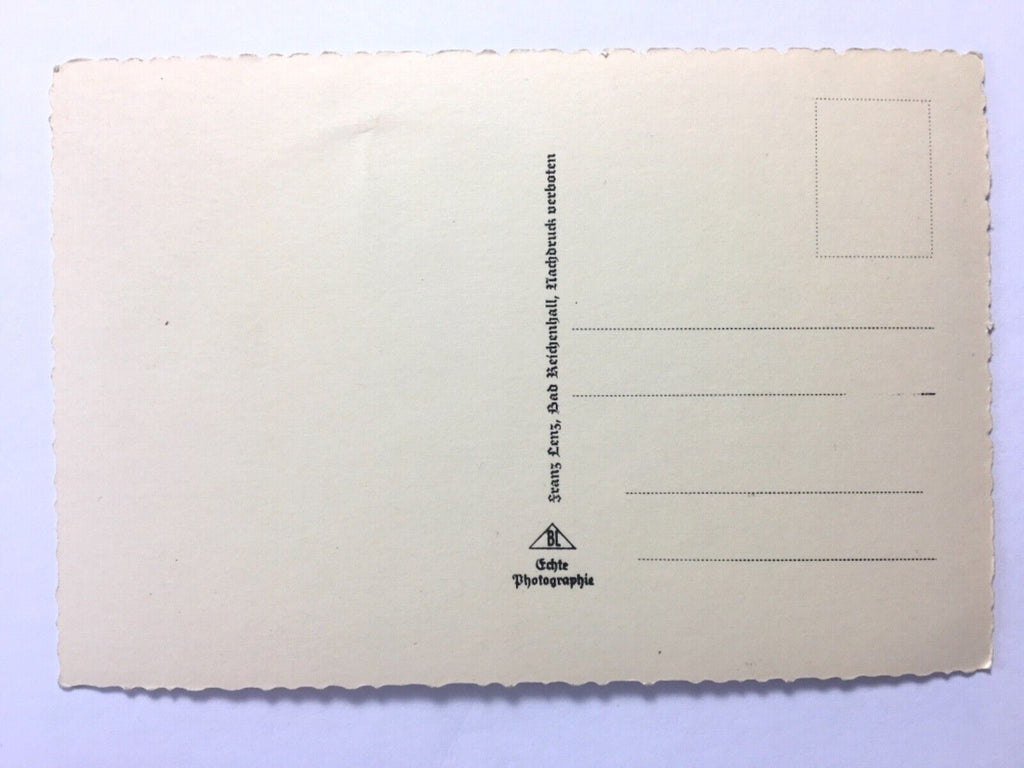 Franz Lenz, Bad Reichenhall, Nachdruck verboten
BL
Echte
Photographie